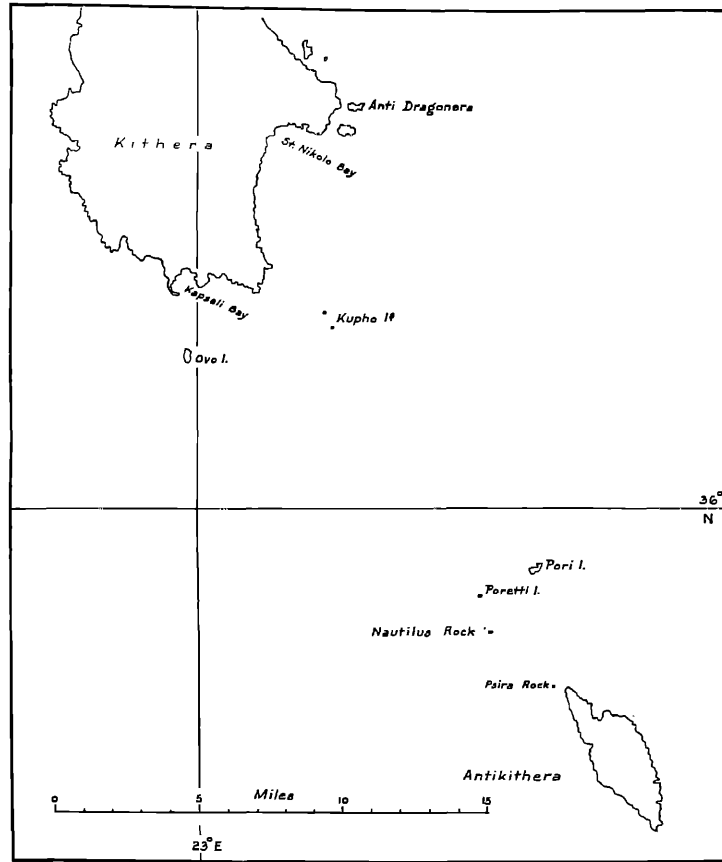 Anti Dragonera
Kithera
St. Nikolo Bay
Kapsali Bay
Kupho It
Ovo I.
36°
N
Pori I.
Poretti I.
Nautilus Rock
Psira Rock
Antikithera
Miles
0 5 10 15
23°E